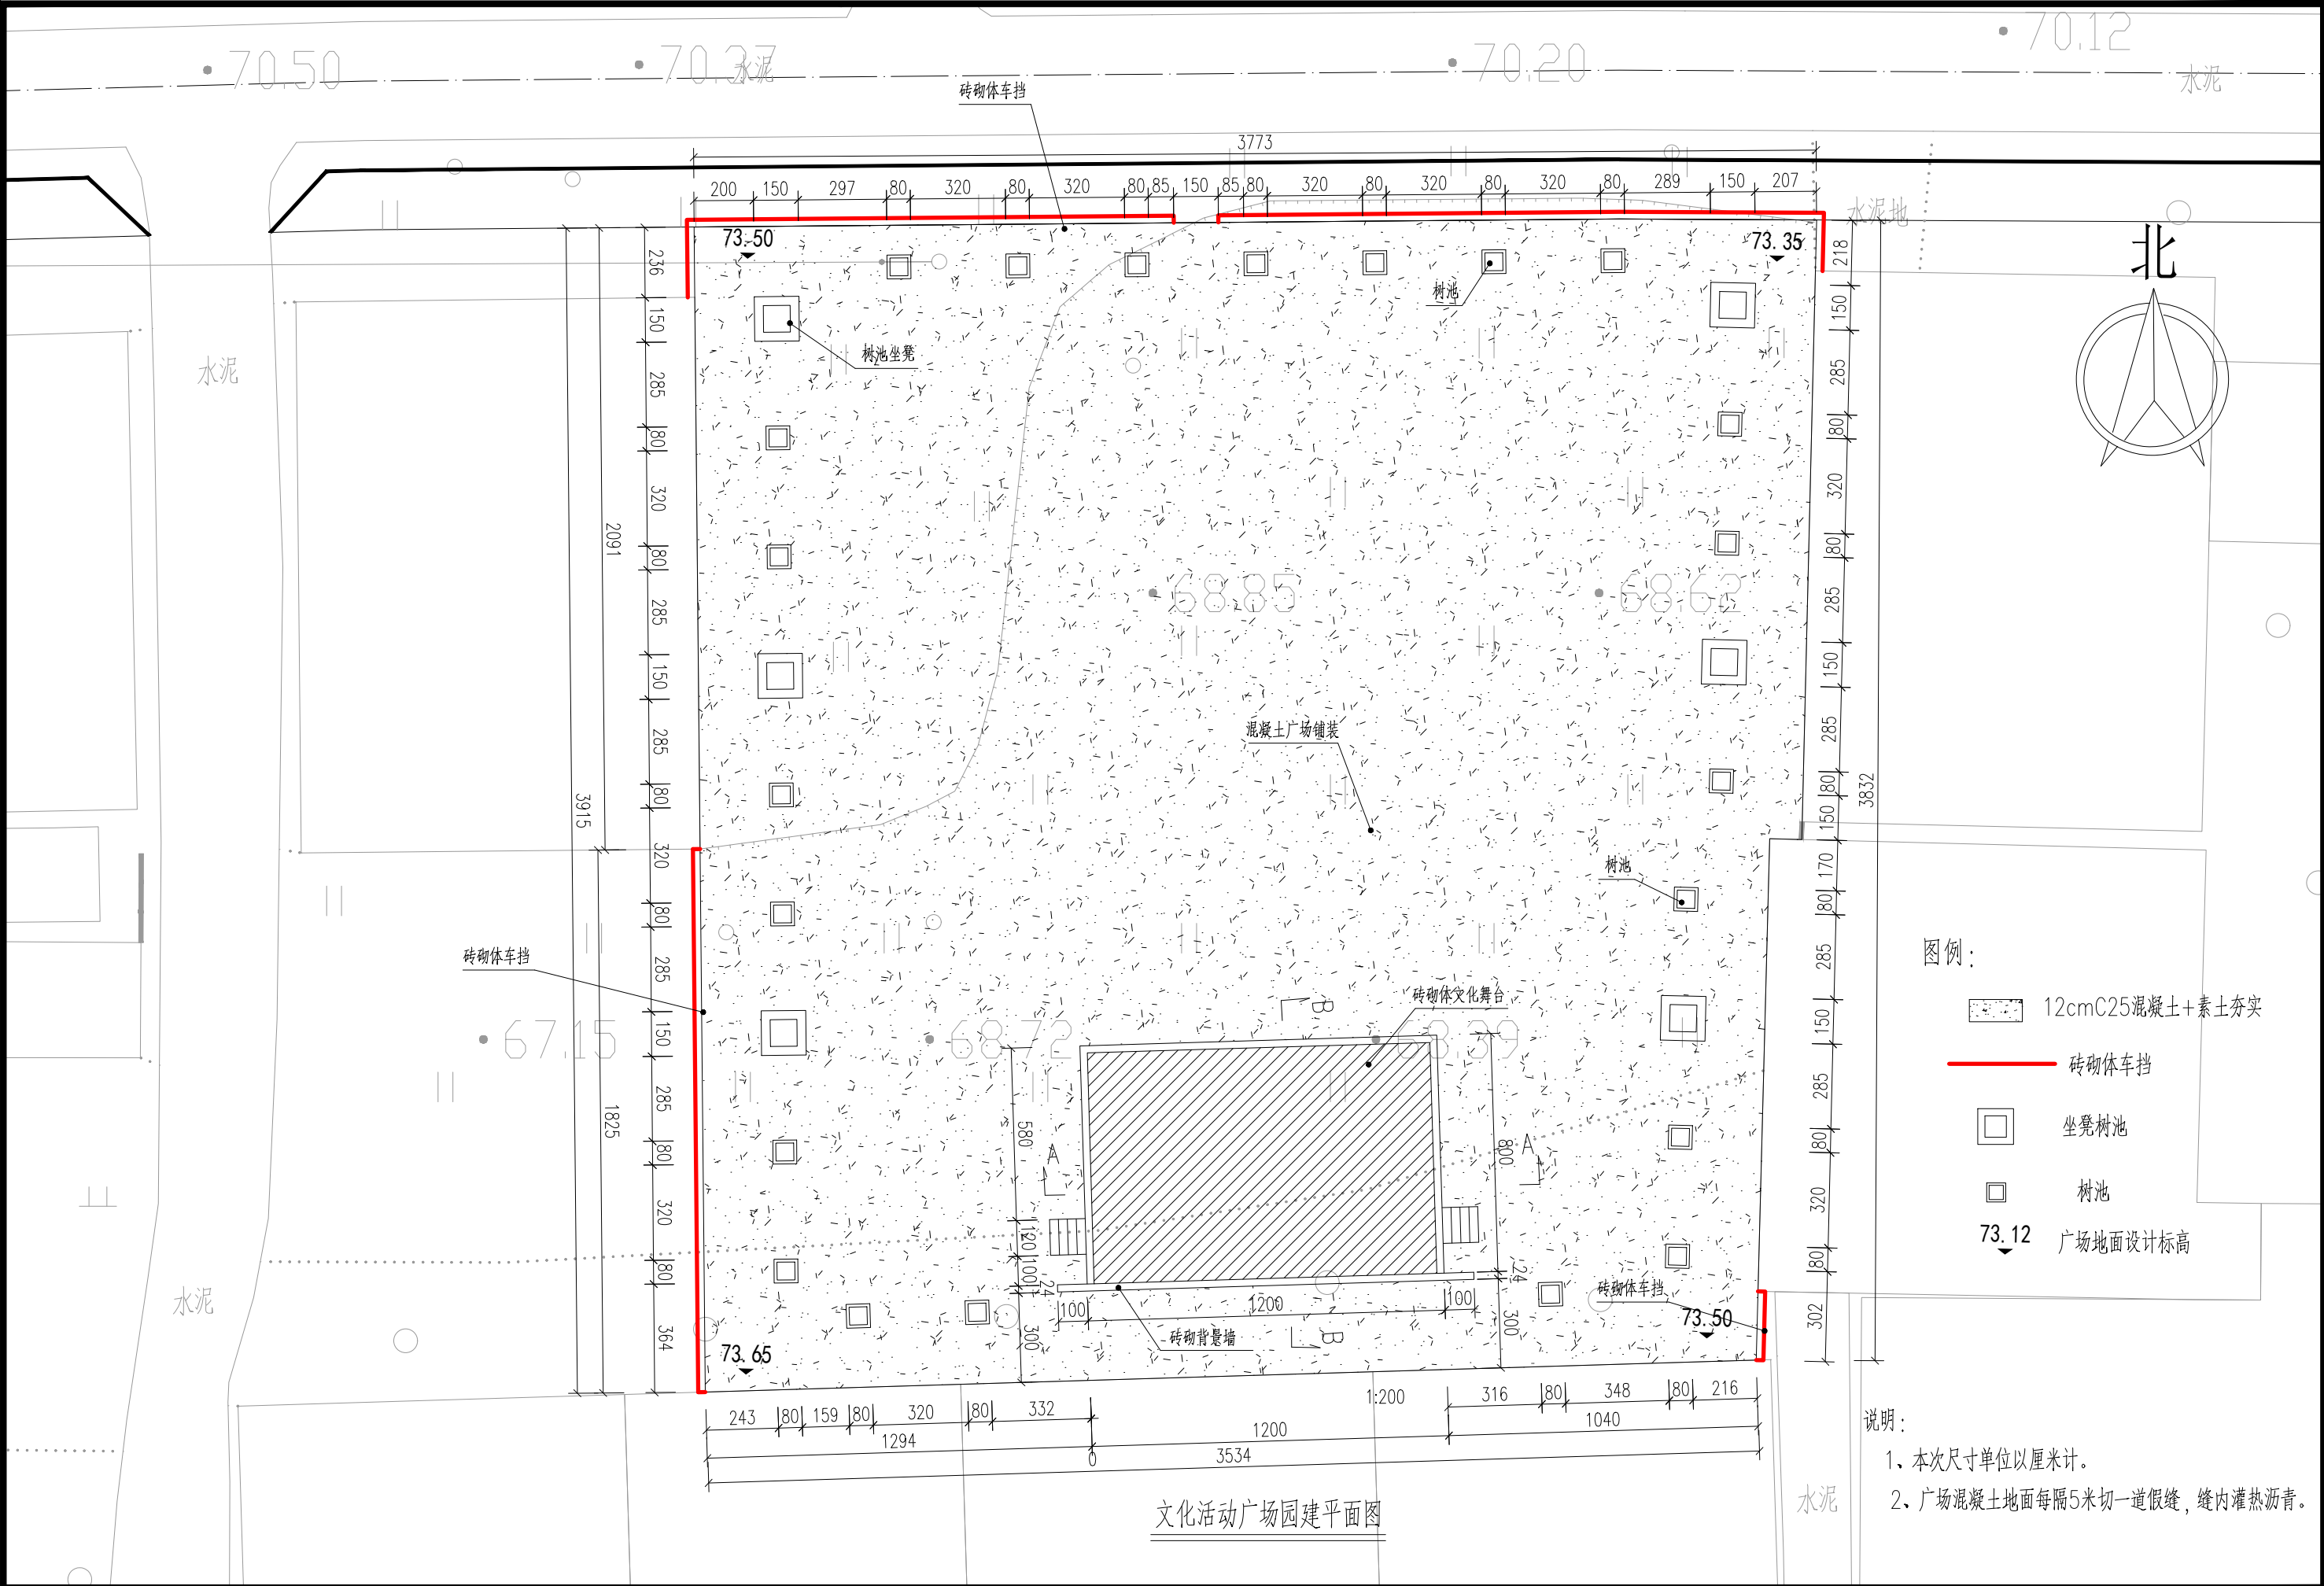 70.50
70.37
水泥
70.20
70.12
水泥
砖砌体车挡
3773
200 150 297 80 320 80 320 80 85 150 85 80 320 80 320 80 320 80 289 150 207
水泥地
73.50
73.35
北
树池
树池坐凳
水泥
236 150 285 80 320 80 285 150 285 80 320 80 285 150 285 80 320 80 364
2091
3915
1825
218 150 285 80 320 80 285 150 285 80 150 170 80 285 150 285 80 320 80 302
3832
68.85
68.62
混凝土广场铺装
树池
砖砌体车挡
67.15
68.72
68.39
砖砌体文化舞台
B
580
A
800
A
120
100
24
300
24
300
100
1200
100
砖砌背景墙
B
砖砌体车挡
73.50
73.65
水泥
图例：
12cmC25混凝土+素土夯实
砖砌体车挡
坐凳树池
树池
73.12
广场地面设计标高
1:200
243 80 159 80 320 80 332
316 80 348 80 216
1294
1200
1040
0
3534
文化活动广场园建平面图
说明：
1、本次尺寸单位以厘米计。
2、广场混凝土地面每隔5米切一道假缝，缝内灌热沥青。
水泥